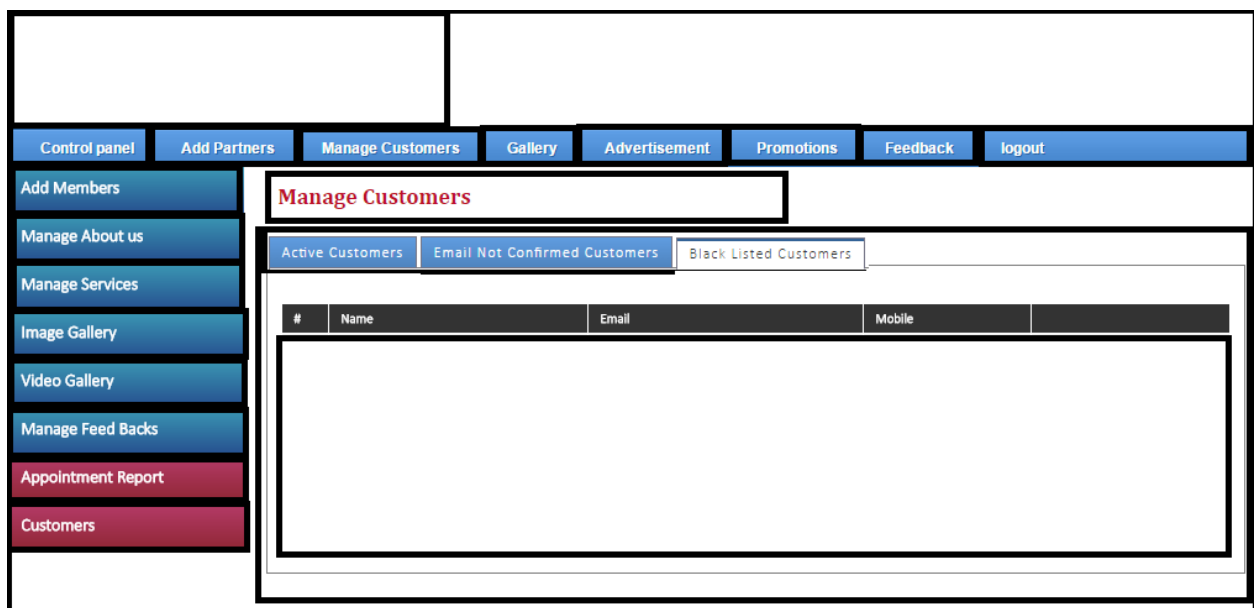 Control panel Add Partners Manage Customers Gallery Advertisement Promotions Feedback logout
Add Members
Manage About us
Manage Services
Image Gallery
Video Gallery
Manage Feed Backs
Appointment Report
Customers
Manage Customers
Active Customers Email Not Confirmed Customers Black Listed Customers
# Name Email Mobile